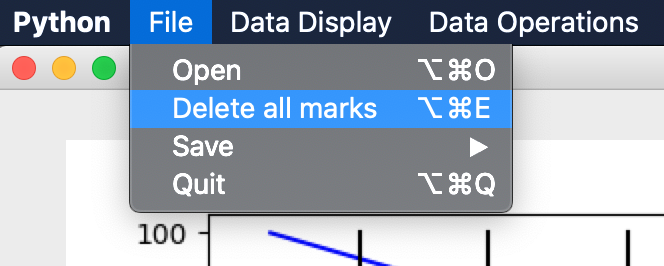 Python File Data Display Data Operations
Open ⌥⌘O
Delete all marks ⌥⌘E
Save ▶
Quit ⌥⌘Q
100